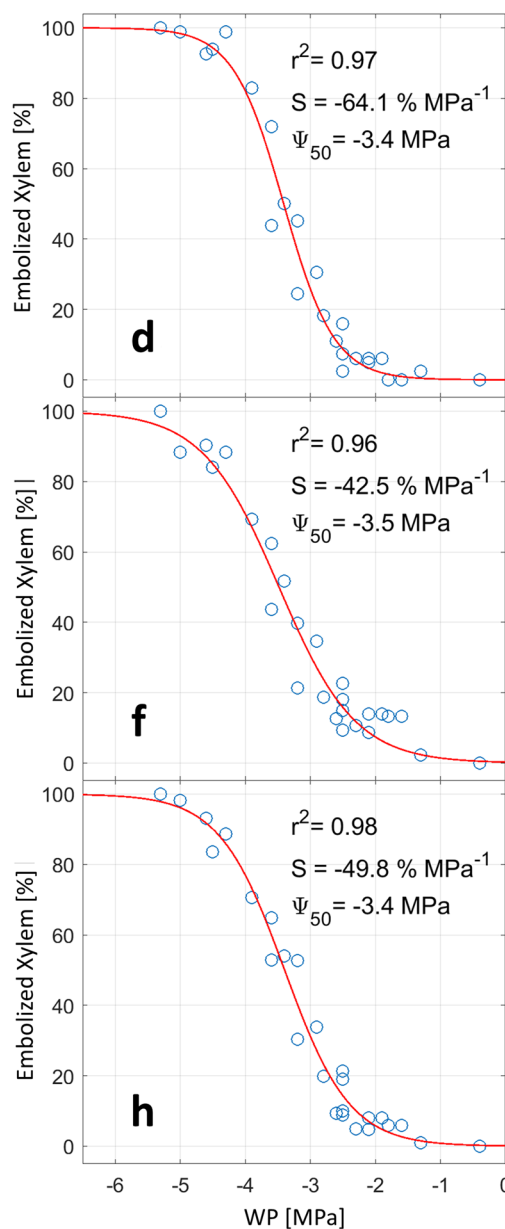 100
80
60
40
20
0
Embolized Xylem [%]
r²= 0.97
S = -64.1 % MPa⁻¹
Ψ₅₀= -3.4 MPa
d
100
80
60
40
20
0
Embolized Xylem [%]
r²= 0.96
S = -42.5 % MPa⁻¹
Ψ₅₀= -3.5 MPa
f
100
80
60
40
20
0
Embolized Xylem [%]
r²= 0.98
S = -49.8 % MPa⁻¹
Ψ₅₀= -3.4 MPa
h
-6 -5 -4 -3 -2 -1 0
WP [MPa]